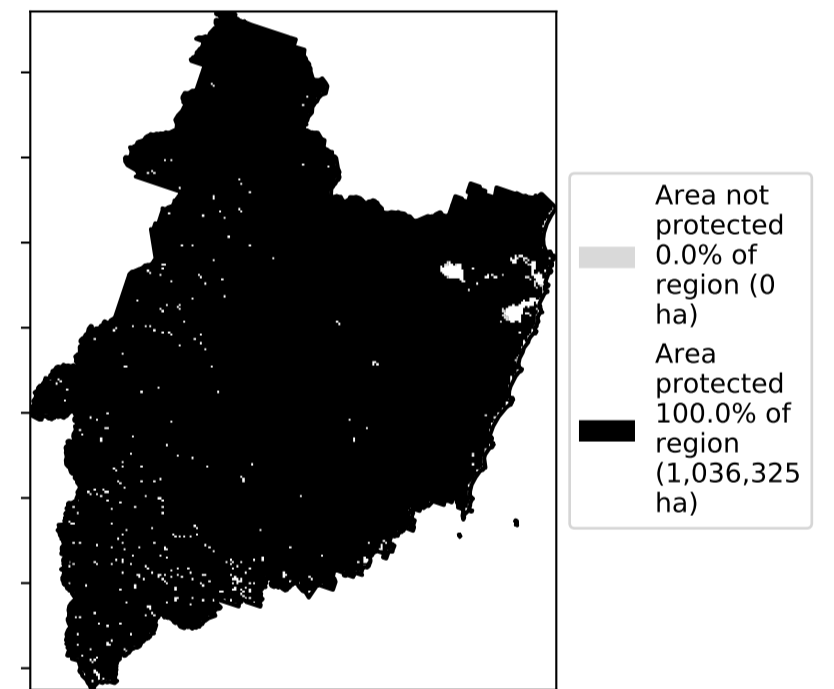 Area not
protected
0.0% of
region (0
ha)
Area
protected
100.0% of
region
(1,036,325
ha)